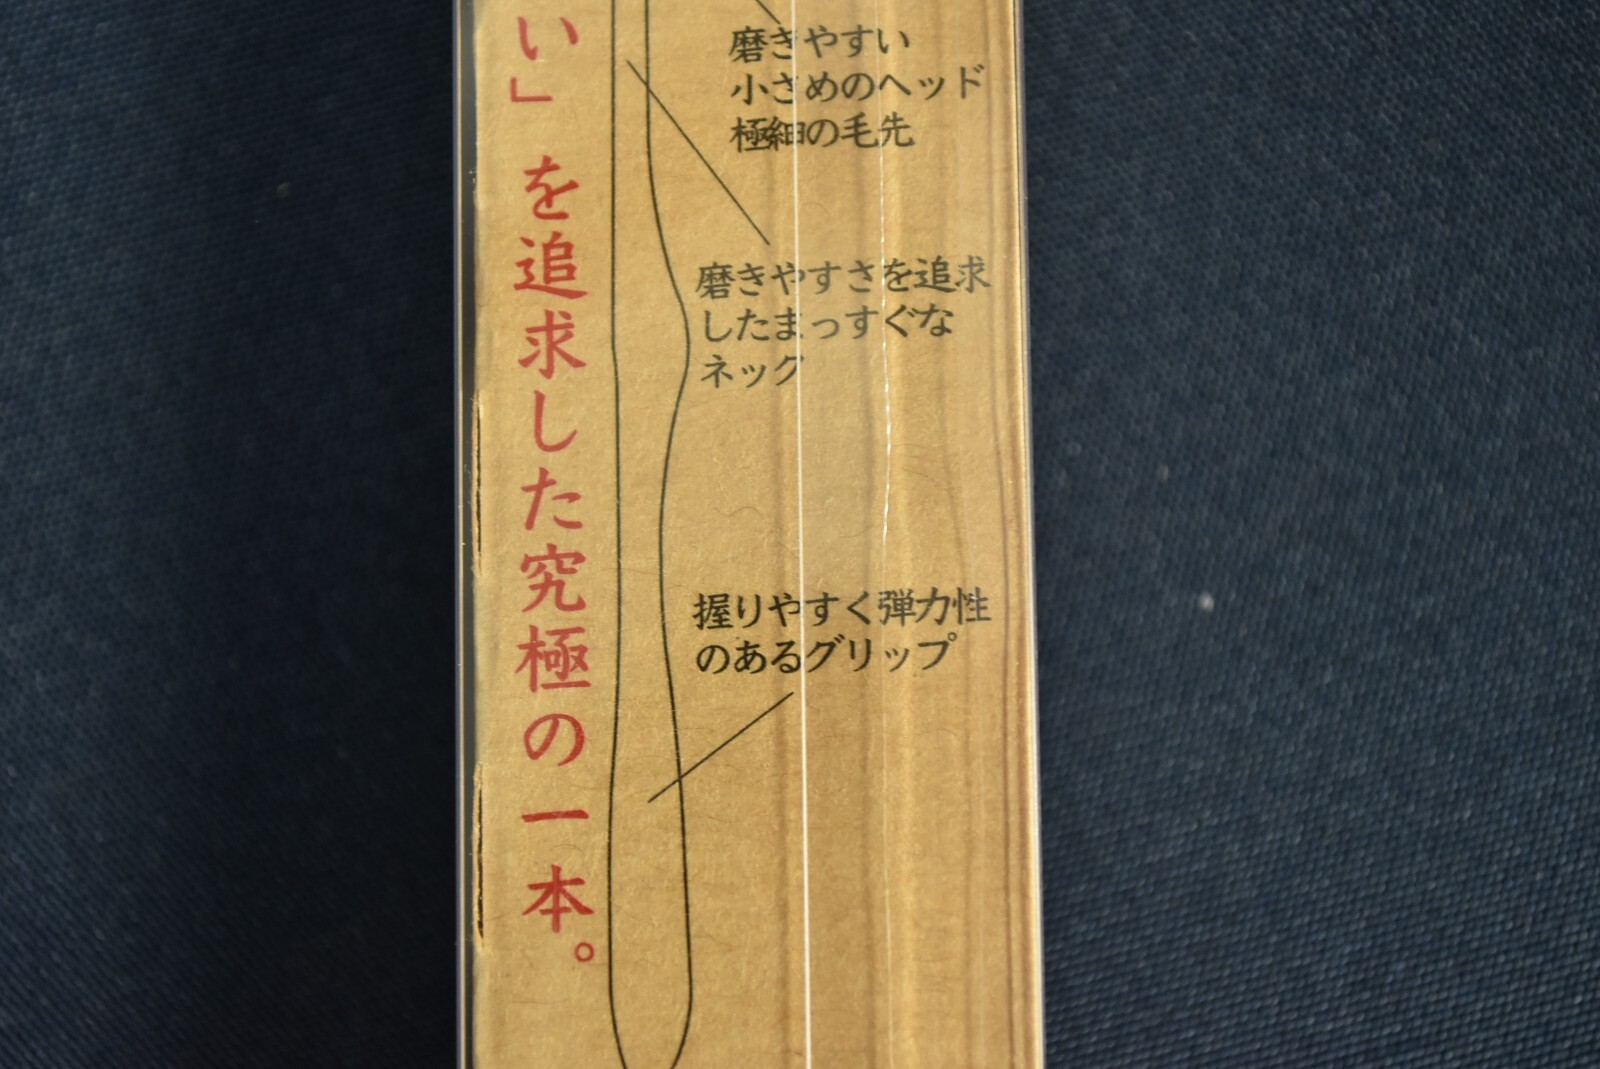 い」を追求した究極の一本。
磨きやすい
小さめのヘッド
極細の毛先
磨きやすさを追求
したまっすぐな
ネック
握りやすく弾力性
のあるグリップ